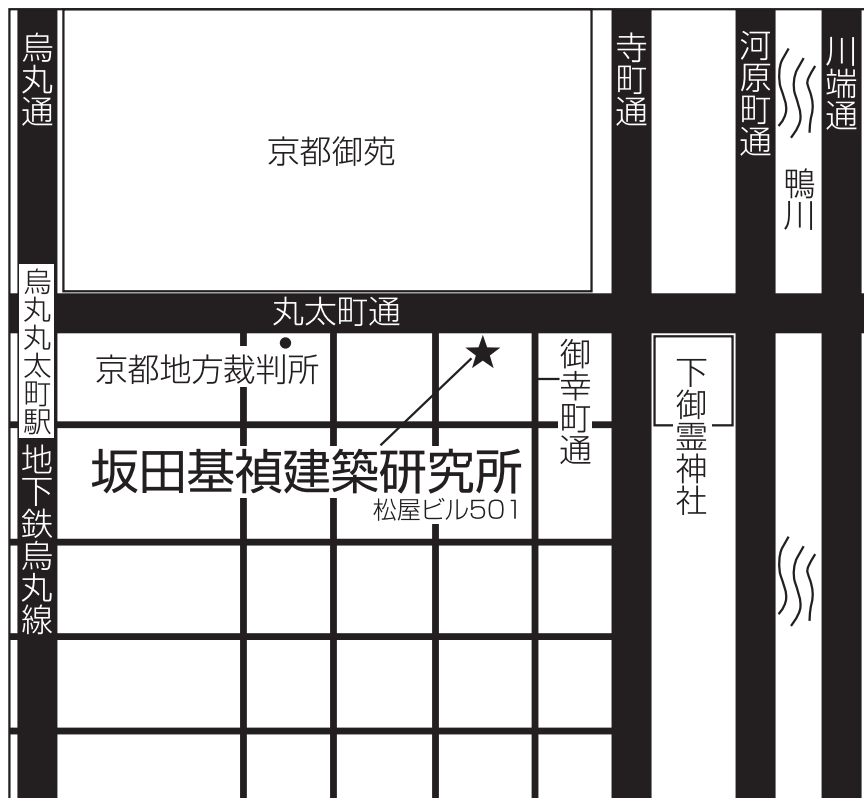 烏丸通
京都御苑
寺町通
河原町通
川端通
鴨川
丸太町通
烏丸丸太町駅
京都地方裁判所
御幸町通
下御霊神社
坂田基禎建築研究所
松屋ビル501
地下鉄烏丸線